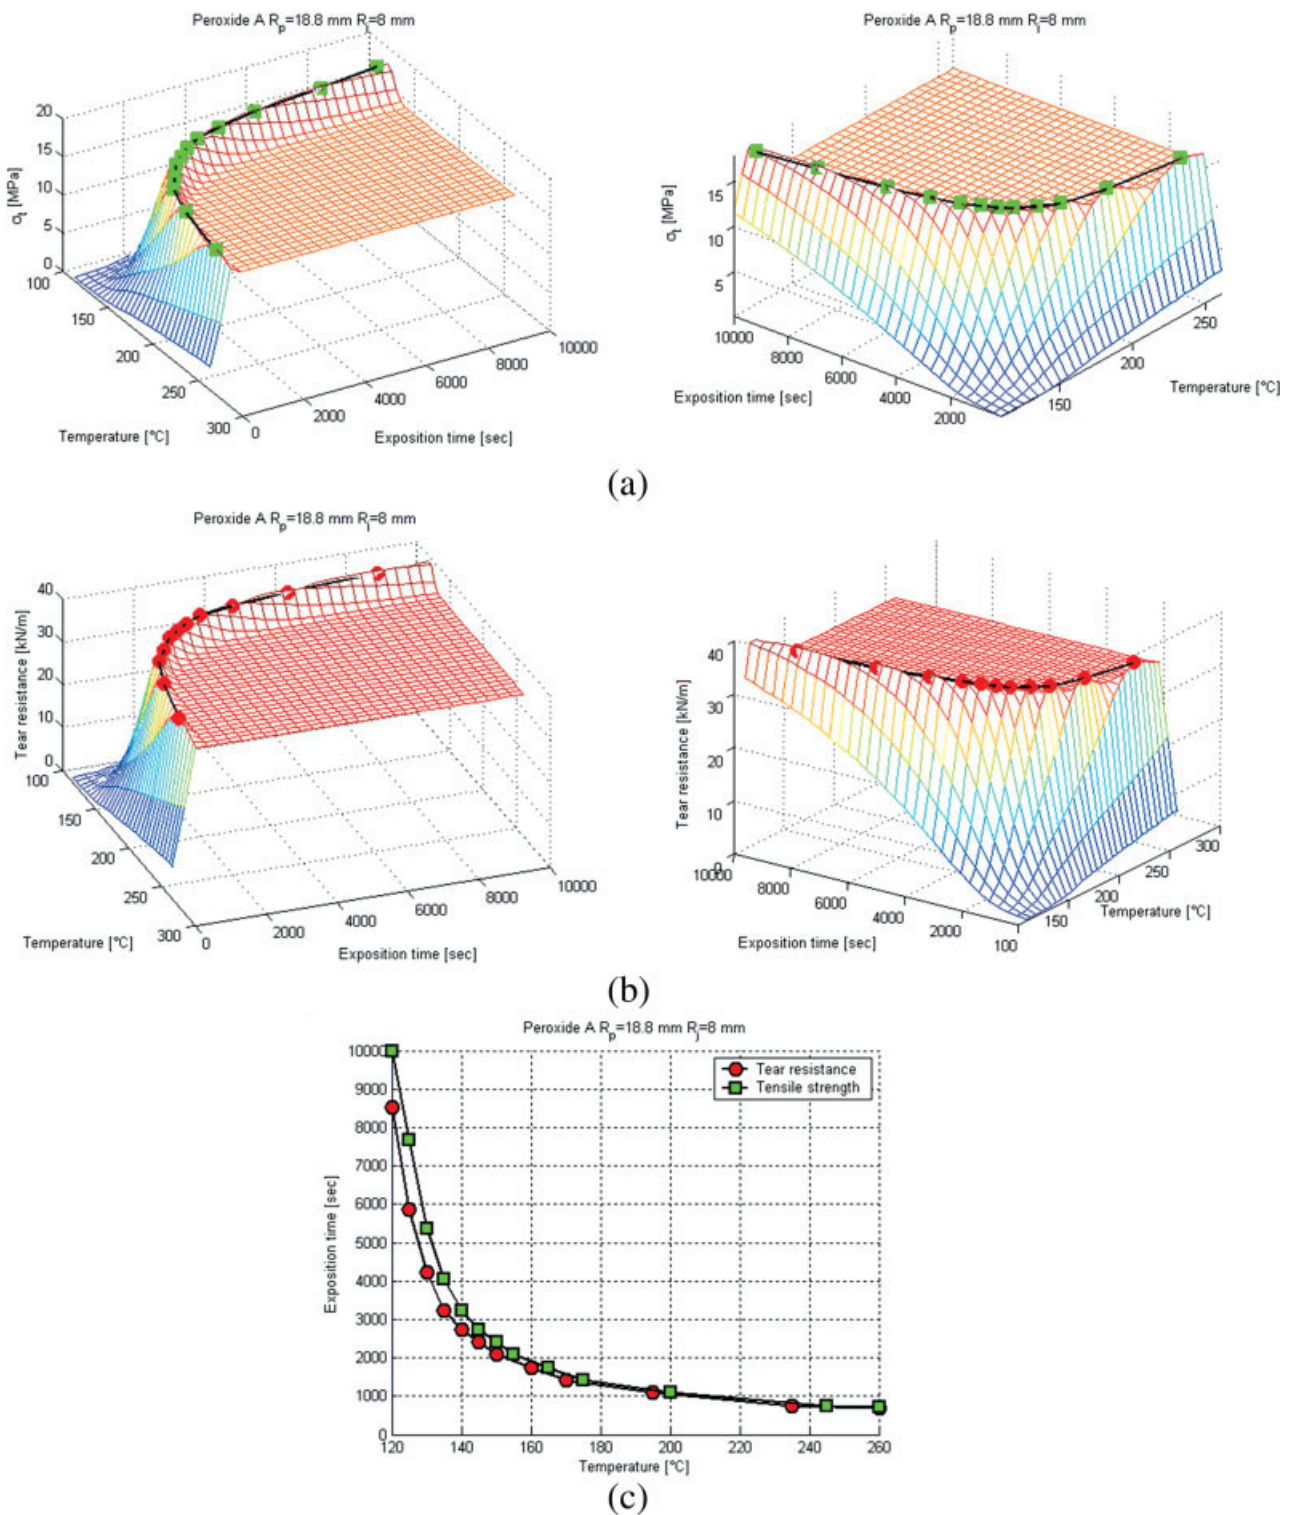 Peroxide A Rp=18.8 mm Rj=8 mm
20
15
10
5
0
σt [MPa]
100
150
200
250
300
Temperature [°C]
0
2000
4000
6000
8000
10000
Exposition time [sec]
Peroxide A Rp=18.8 mm Rj=8 mm
15
10
5
σt [MPa]
10000
8000
6000
4000
2000
Exposition time [sec]
150
200
250
Temperature [°C]
(a)
Peroxide A Rp=18.8 mm Rj=8 mm
40
30
20
10
0
Tear resistance [kN/m]
100
150
200
250
300
Temperature [°C]
0
2000
4000
6000
8000
10000
Exposition time [sec]
40
30
20
10
0
Tear resistance [kN/m]
10000
8000
6000
4000
2000
Exposition time [sec]
100
150
200
250
300
Temperature [°C]
(b)
Peroxide A Rp=18.8 mm Rj=8 mm
Tear resistance
Tensile strength
10000
9000
8000
7000
6000
5000
4000
3000
2000
1000
0
Exposition time [sec]
120 140 160 180 200 220 240 260
Temperature [°C]
(c)